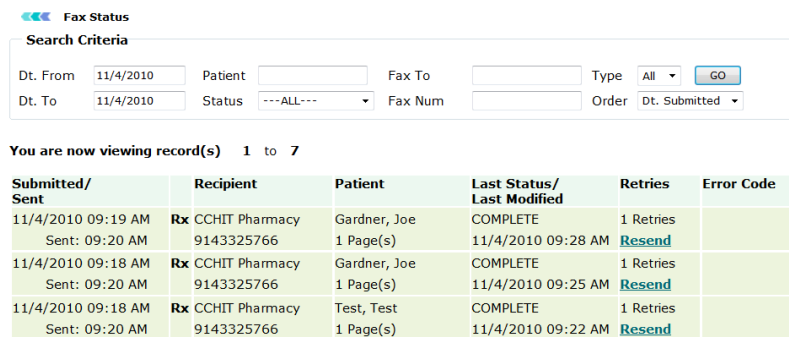 Fax Status
Search Criteria
Dt. From 11/4/2010 Patient Fax To Type All GO
Dt. To 11/4/2010 Status ---ALL--- Fax Num Order Dt. Submitted
You are now viewing record(s) 1 to 7
Submitted/ Recipient Patient Last Status/ Retries Error Code
Sent Last Modified
11/4/2010 09:19 AM Rx CCHIT Pharmacy Gardner, Joe COMPLETE 1 Retries
Sent: 09:20 AM 9143325766 1 Page(s) 11/4/2010 09:28 AM Resend
11/4/2010 09:18 AM Rx CCHIT Pharmacy Gardner, Joe COMPLETE 1 Retries
Sent: 09:20 AM 9143325766 1 Page(s) 11/4/2010 09:25 AM Resend
11/4/2010 09:18 AM Rx CCHIT Pharmacy Test, Test COMPLETE 1 Retries
Sent: 09:20 AM 9143325766 1 Page(s) 11/4/2010 09:22 AM Resend